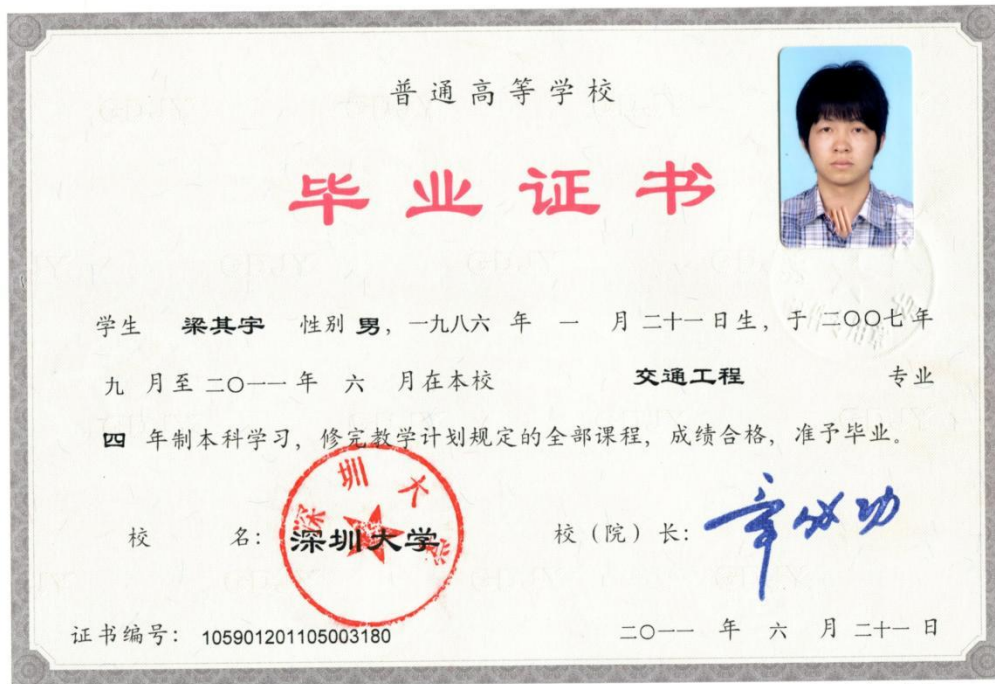 普通高等学校
毕业证书
学生 梁其宇 性别 男，一九八六 年 一 月 二十一 日生，于 二〇〇七 年
九 月至 二〇一一 年 六 月在本校 交通工程 专业
四 年制本科学习，修完教学计划规定的全部课程，成绩合格，准予毕业。
深圳大学
校 名：深圳大学 校（院）长：章必功
证书编号：105901201105003180 二〇一一 年 六 月 二十一 日